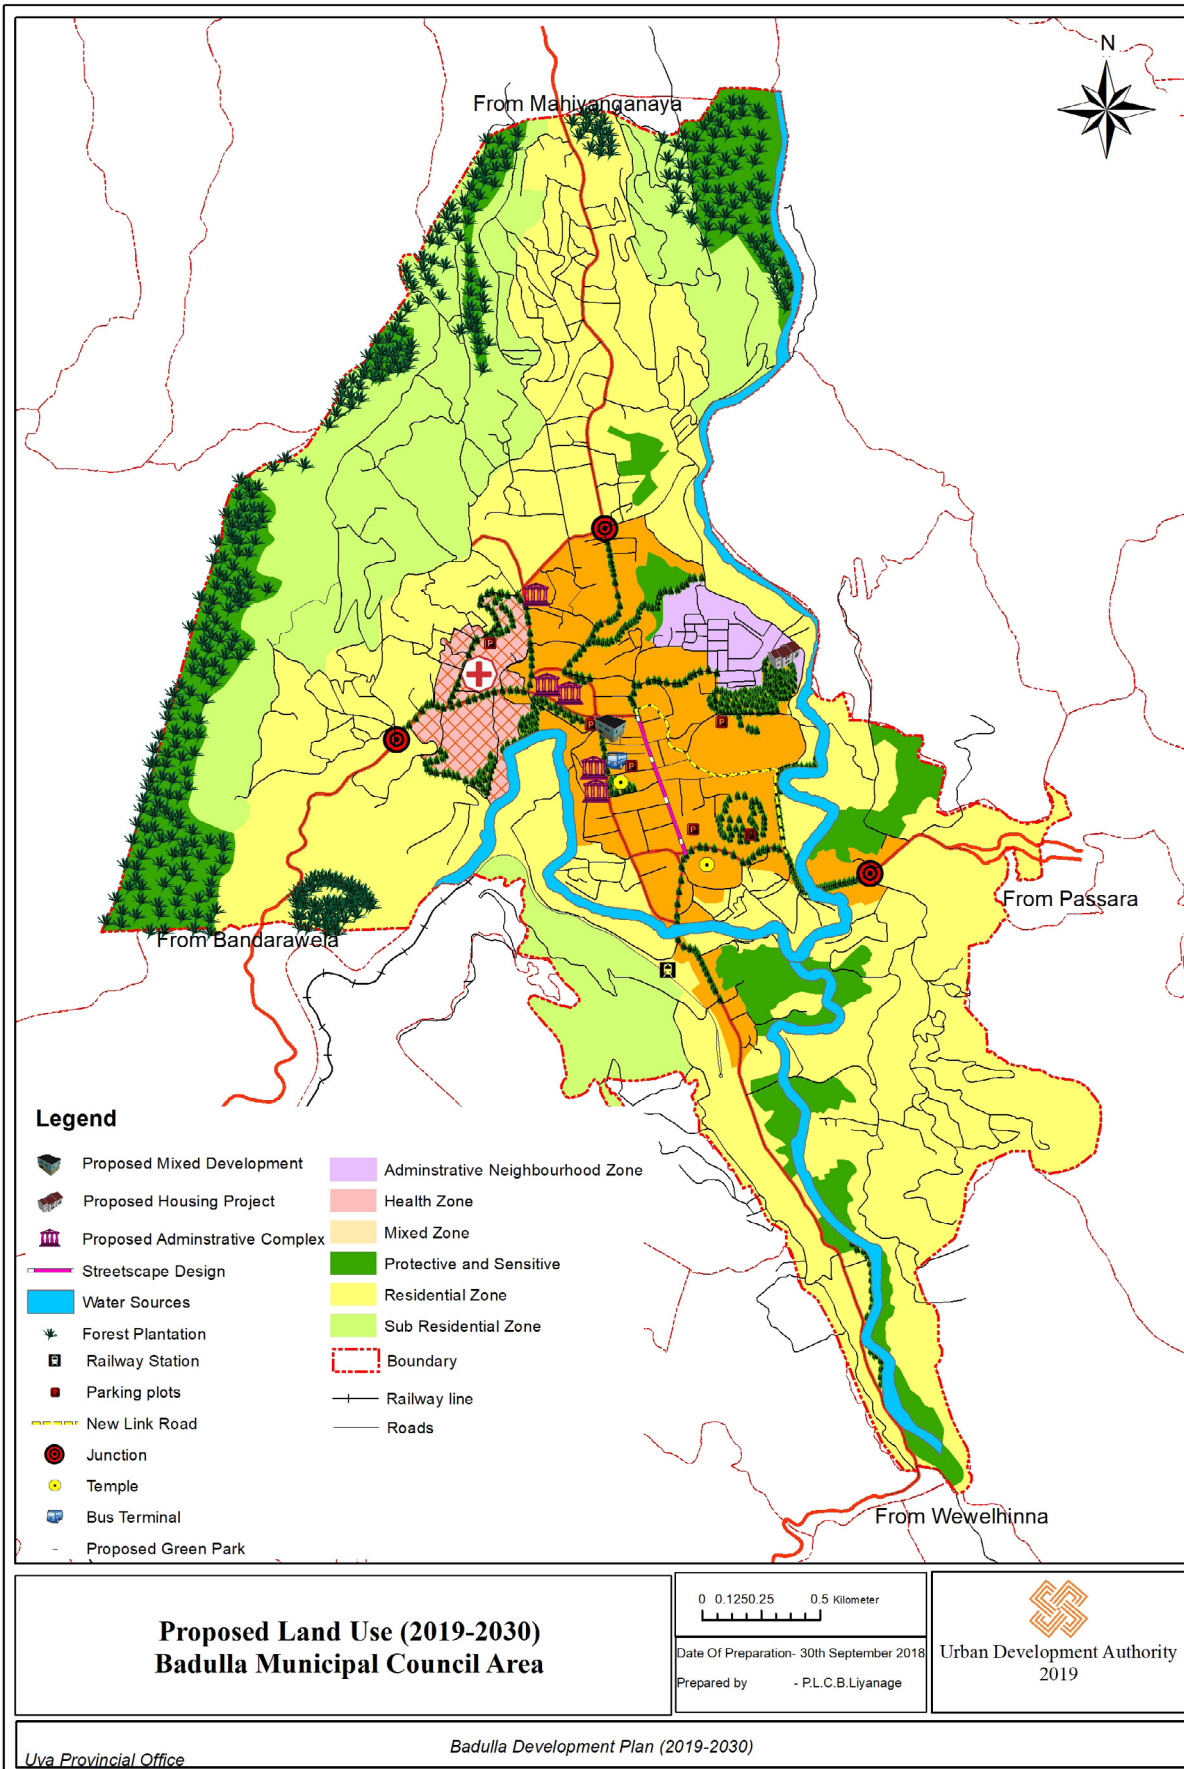 N
From Mahiyanganaya
From Passara
From Bandarawela
From Wewelhinna
P
P
P
P
P
Legend
Proposed Mixed Development
Proposed Housing Project
Proposed Adminstrative Complex
Streetscape Design
Water Sources
Forest Plantation
Railway Station
Parking plots
New Link Road
Junction
Temple
Bus Terminal
Proposed Green Park
Adminstrative Neighbourhood Zone
Health Zone
Mixed Zone
Protective and Sensitive
Residential Zone
Sub Residential Zone
Boundary
Railway line
Roads
Proposed Land Use (2019-2030)
Badulla Municipal Council Area
0 0.1250.25 0.5 Kilometer
Date Of Preparation- 30th September 2018
Prepared by - P.L.C.B.Liyanage
Urban Development Authority
2019
Uva Provincial Office
Badulla Development Plan (2019-2030)